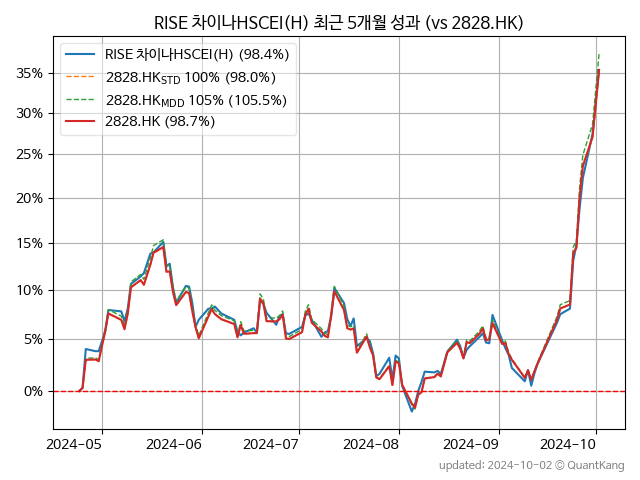 RISE 차이나HSCEI(H) 최근 5개월 성과 (vs 2828.HK)
RISE 차이나HSCEI(H) (98.4%)
2828.HK_STD 100% (98.0%)
2828.HK_MDD 105% (105.5%)
2828.HK (98.7%)
35%
30%
25%
20%
15%
10%
5%
0%
2024-05 2024-06 2024-07 2024-08 2024-09 2024-10
updated: 2024-10-02 © QuantKang